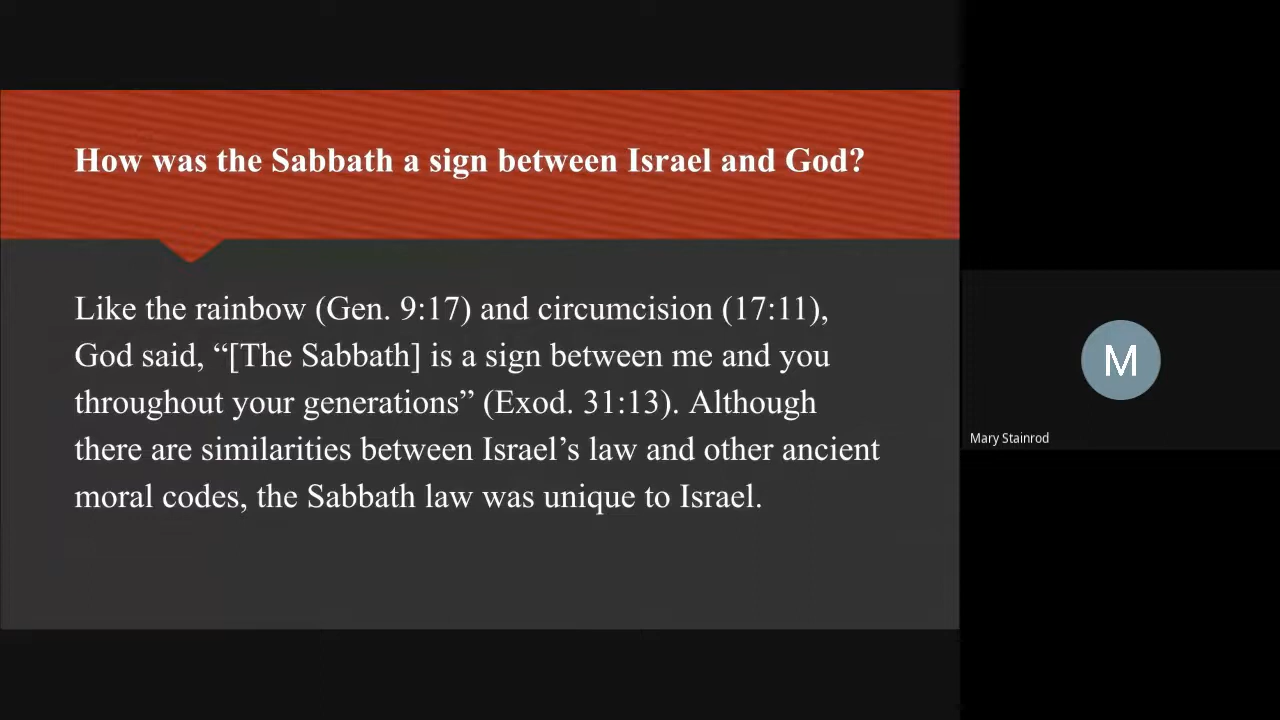 How was the Sabbath a sign between Israel and God?
Like the rainbow (Gen. 9:17) and circumcision (17:11),
God said, “[The Sabbath] is a sign between me and you
throughout your generations” (Exod. 31:13). Although
there are similarities between Israel’s law and other ancient
moral codes, the Sabbath law was unique to Israel.
M
Mary Stainrod